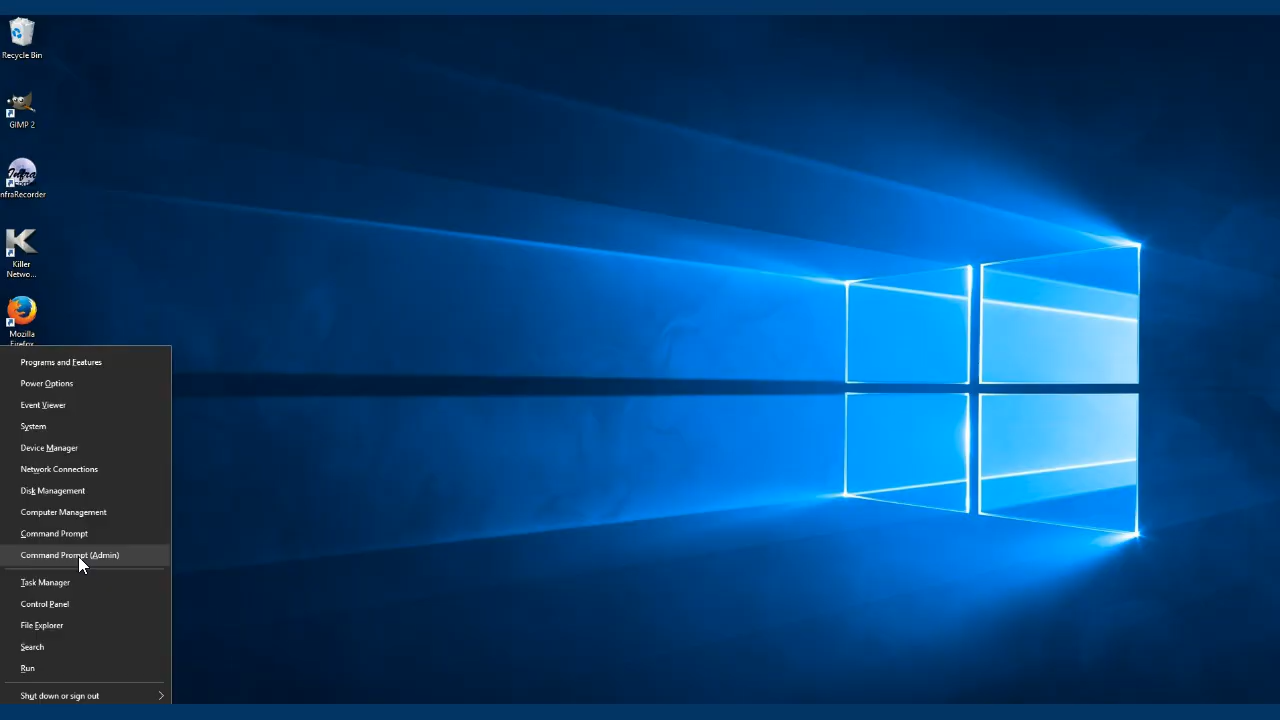 Recycle Bin
GIMP 2
Infra
nfraRecorder
K
Killer
Netwo...
Mozilla
Firefox
Programs and Features
Power Options
Event Viewer
System
Device Manager
Network Connections
Disk Management
Computer Management
Command Prompt
Command Prompt (Admin)
Task Manager
Control Panel
File Explorer
Search
Run
Shut down or sign out